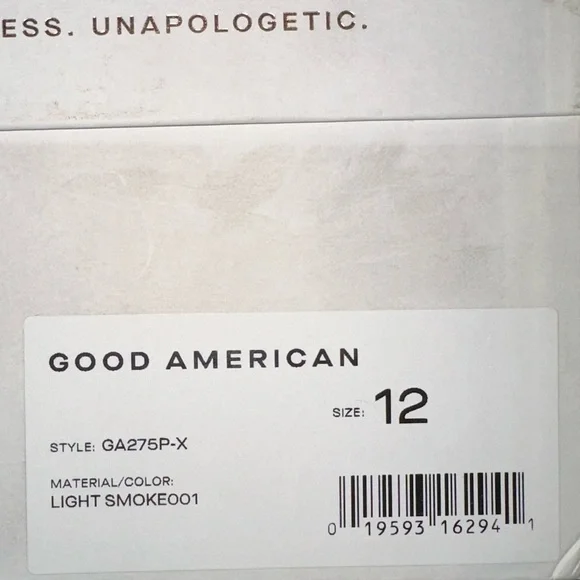 ESS. UNAPOLOGETIC.
GOOD AMERICAN
SIZE: 12
STYLE: GA275P-X
MATERIAL/COLOR:
LIGHT SMOKE001
0 19593 16294 1